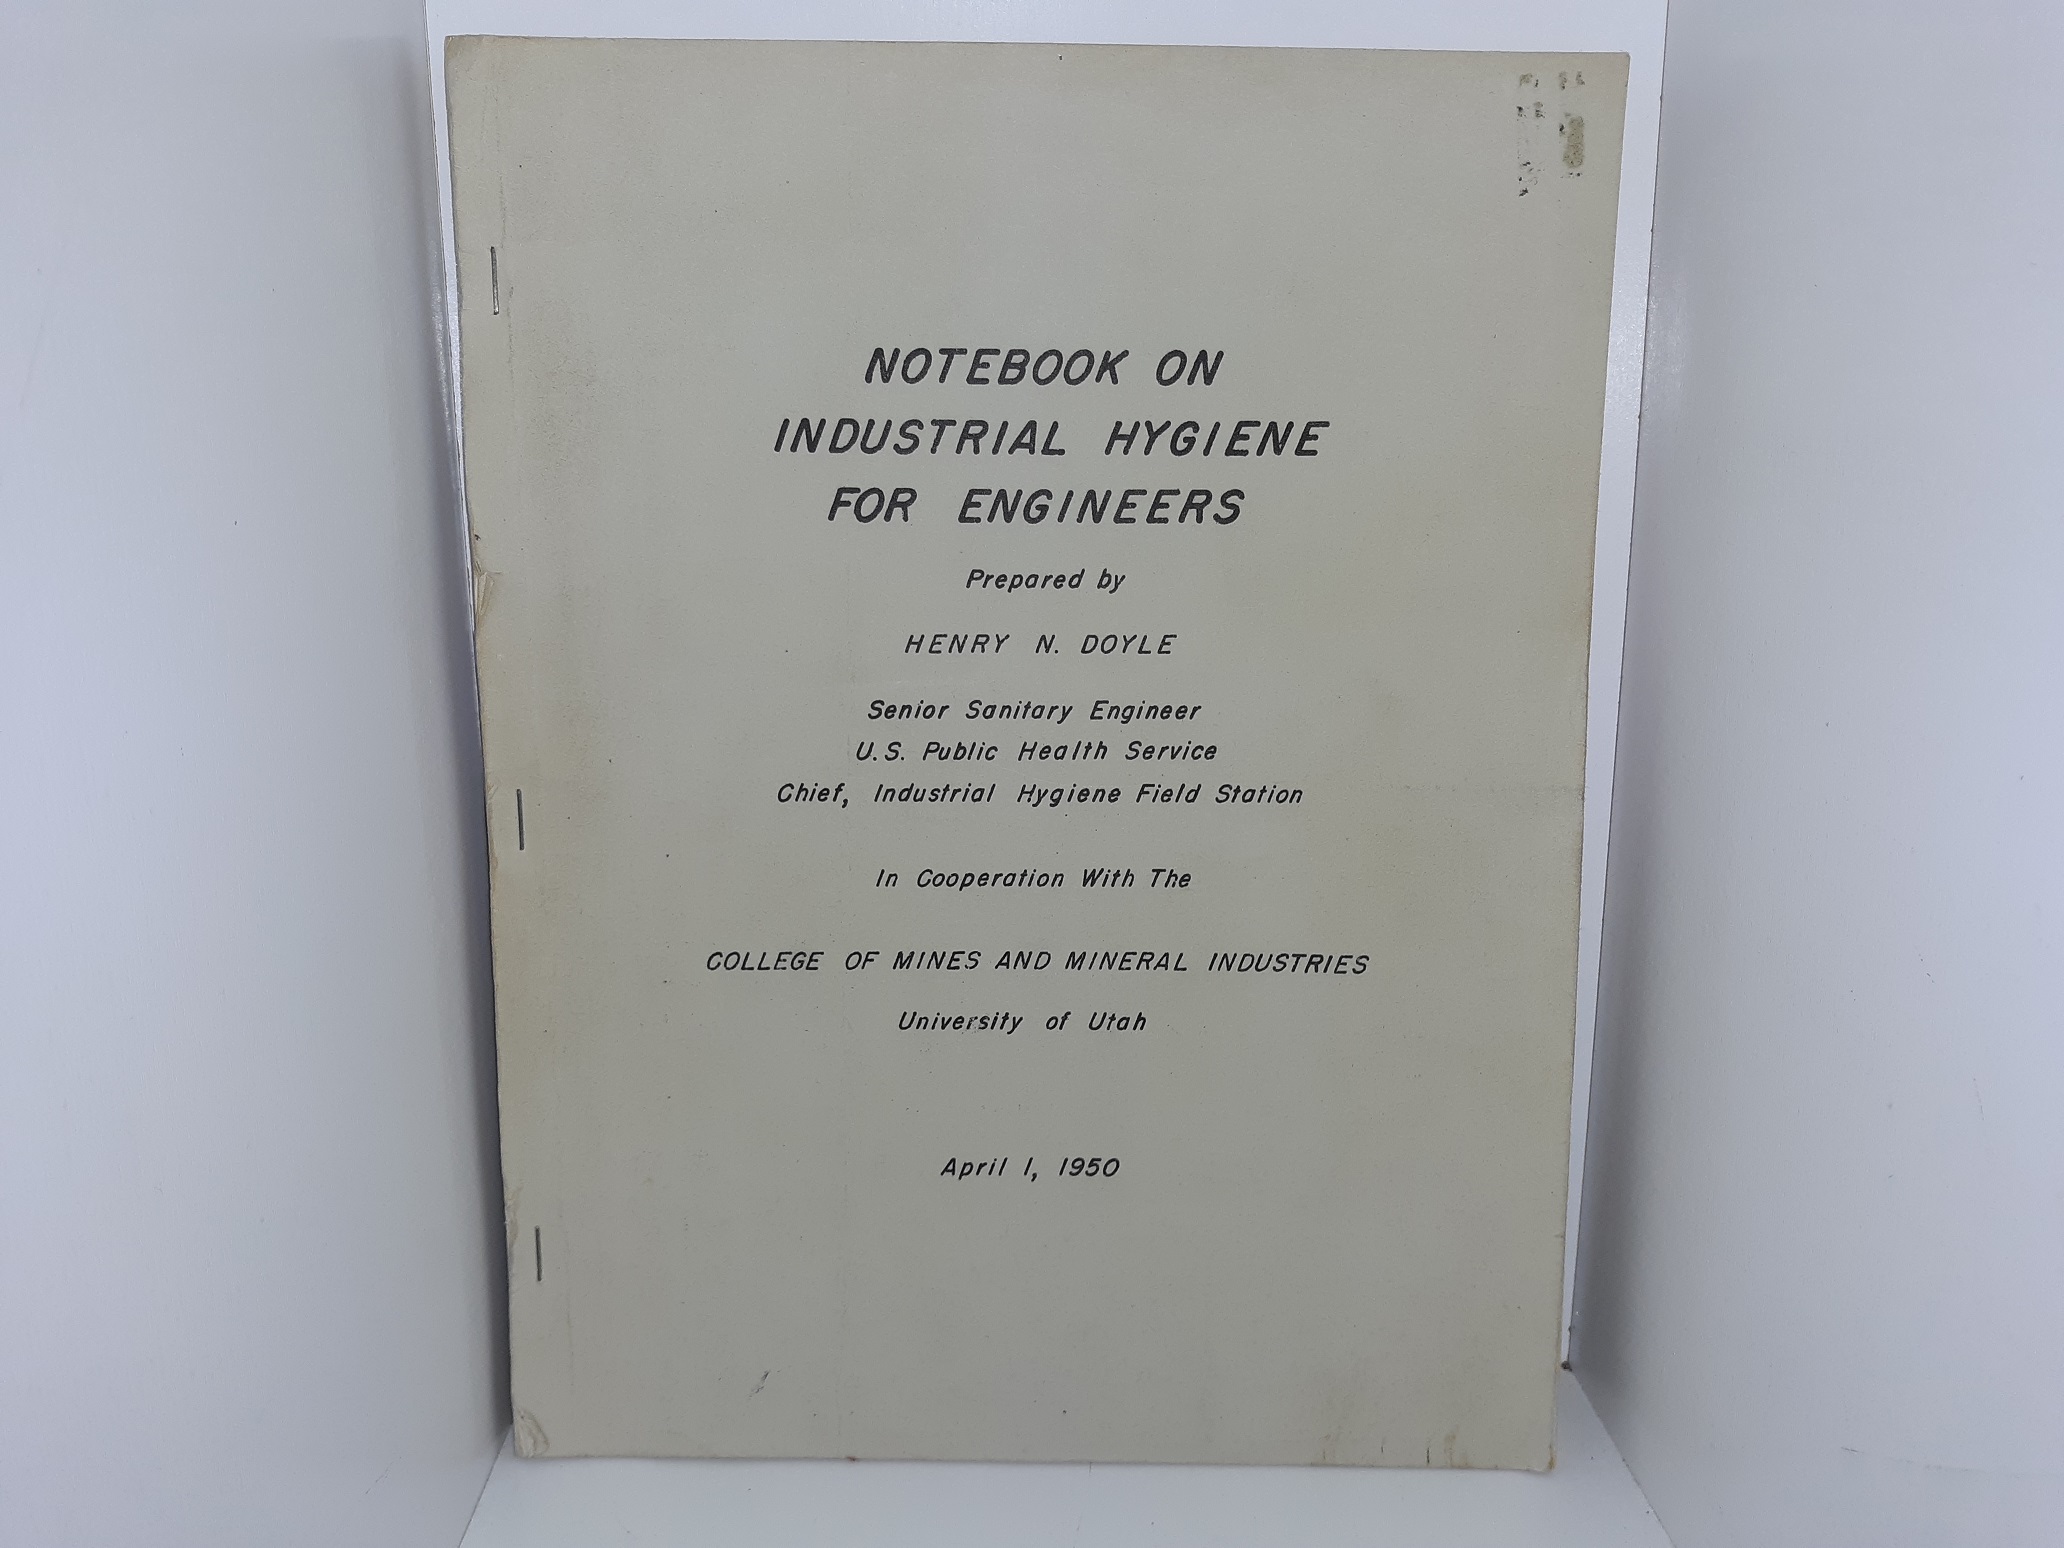 NOTEBOOK ON
INDUSTRIAL HYGIENE
FOR ENGINEERS
Prepared by
HENRY N. DOYLE
Senior Sanitary Engineer
U.S. Public Health Service
Chief, Industrial Hygiene Field Station
In Cooperation With The
COLLEGE OF MINES AND MINERAL INDUSTRIES
University of Utah
April 1, 1950